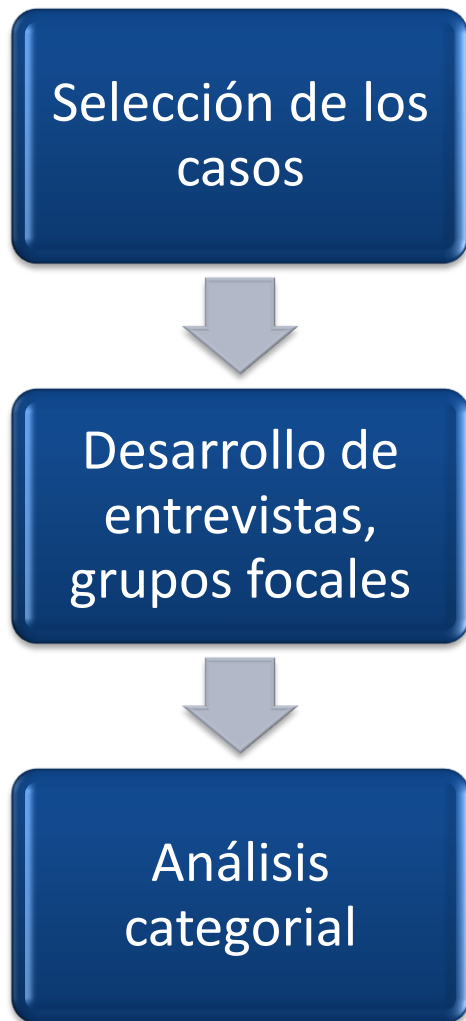 Selección de los
casos
Desarrollo de
entrevistas,
grupos focales
Análisis
categorial